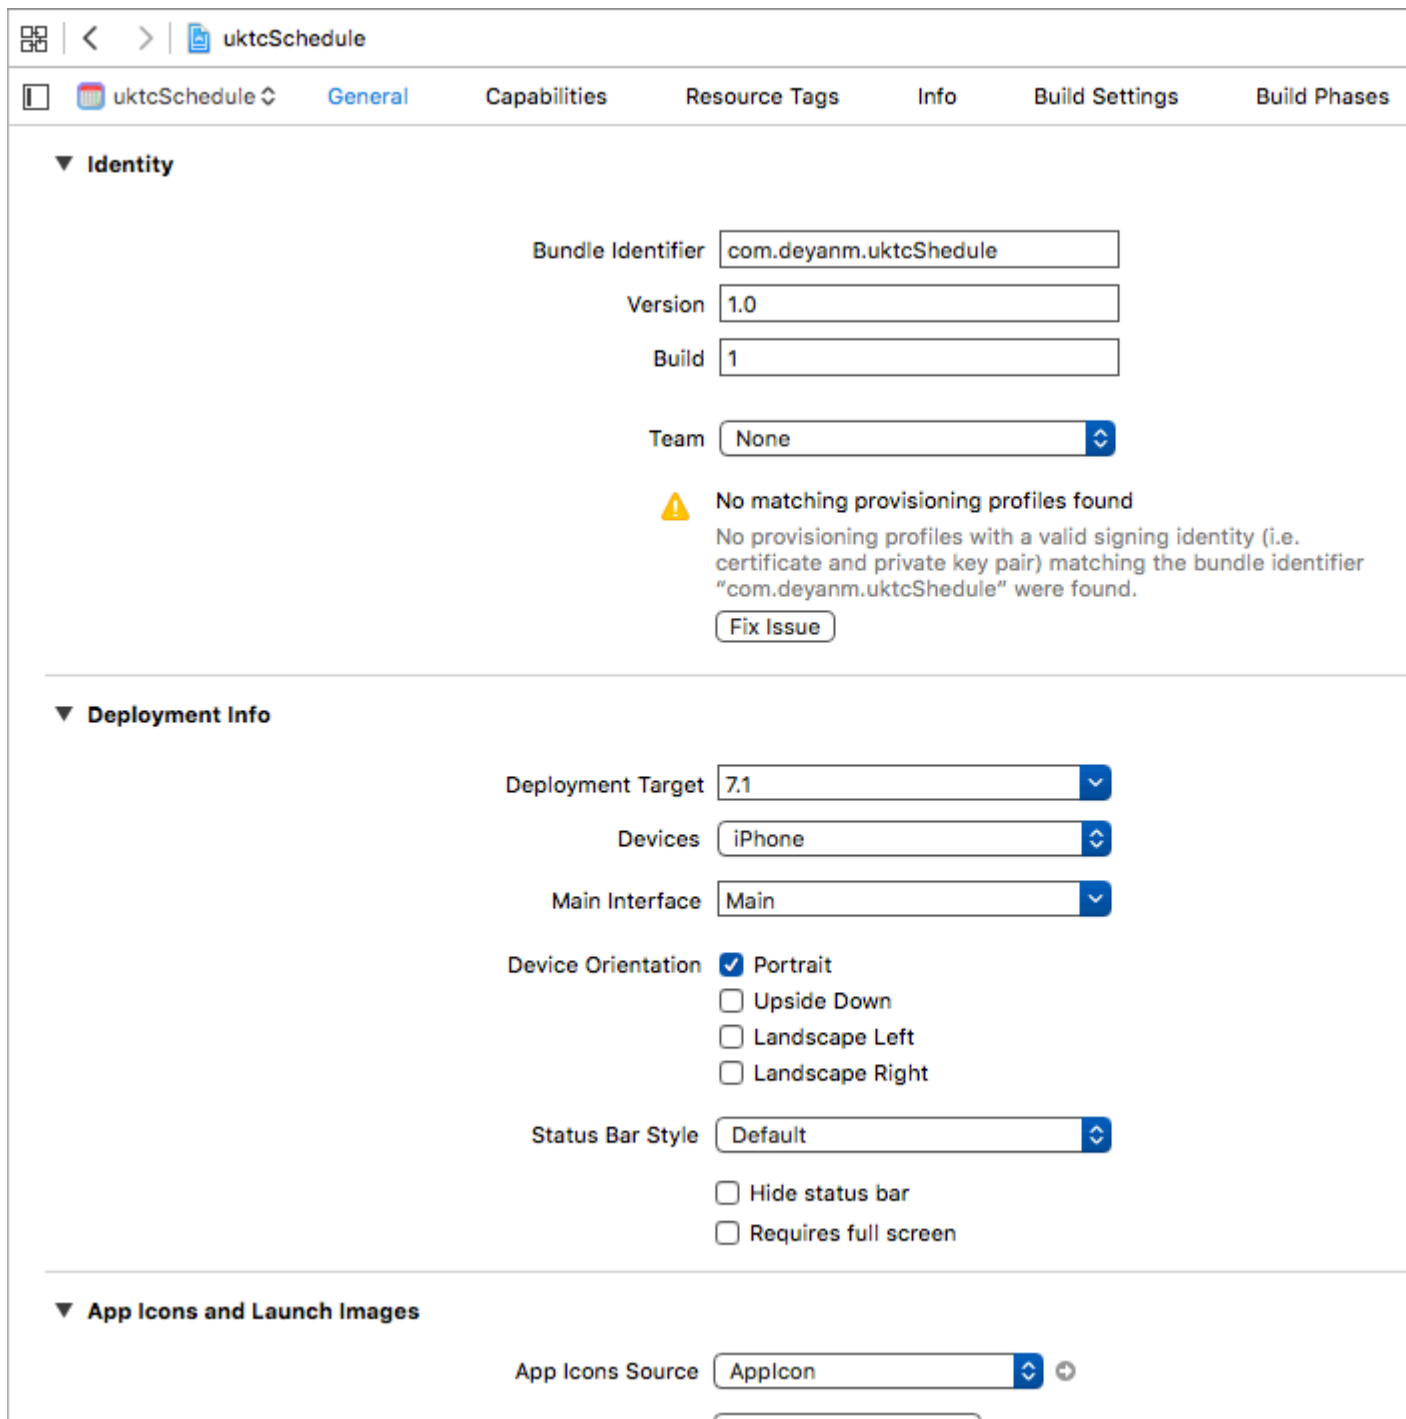 uktcSchedule
uktcSchedule General Capabilities Resource Tags Info Build Settings Build Phases
Identity
Bundle Identifier com.deyanm.uktcShedule
Version 1.0
Build 1
Team None
No matching provisioning profiles found
No provisioning profiles with a valid signing identity (i.e.
certificate and private key pair) matching the bundle identifier
“com.deyanm.uktcShedule” were found.
Fix Issue
Deployment Info
Deployment Target 7.1
Devices iPhone
Main Interface Main
Device Orientation Portrait
Upside Down
Landscape Left
Landscape Right
Status Bar Style Default
Hide status bar
Requires full screen
App Icons and Launch Images
App Icons Source AppIcon